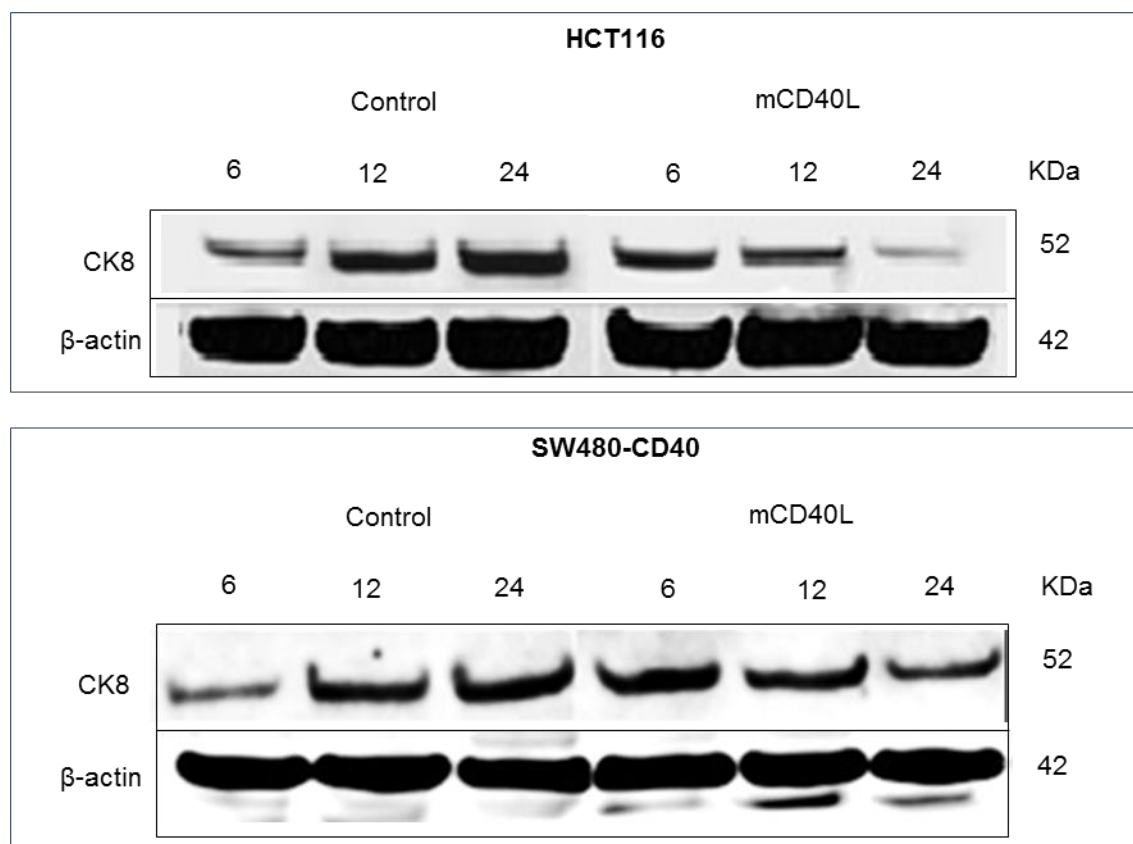 HCT116
Control mCD40L
6 12 24 6 12 24 KDa
CK8 52
β-actin 42
SW480-CD40
Control mCD40L
6 12 24 6 12 24 KDa
CK8 52
β-actin 42